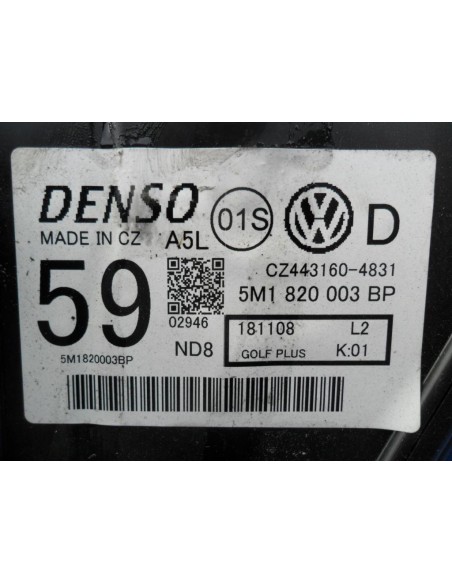 DENSO 01S VW D
MADE IN CZ A5L
CZ443160-4831
59 5M1 820 003 BP
02946 181108 L2
5M1820003BP ND8 GOLF PLUS K:01